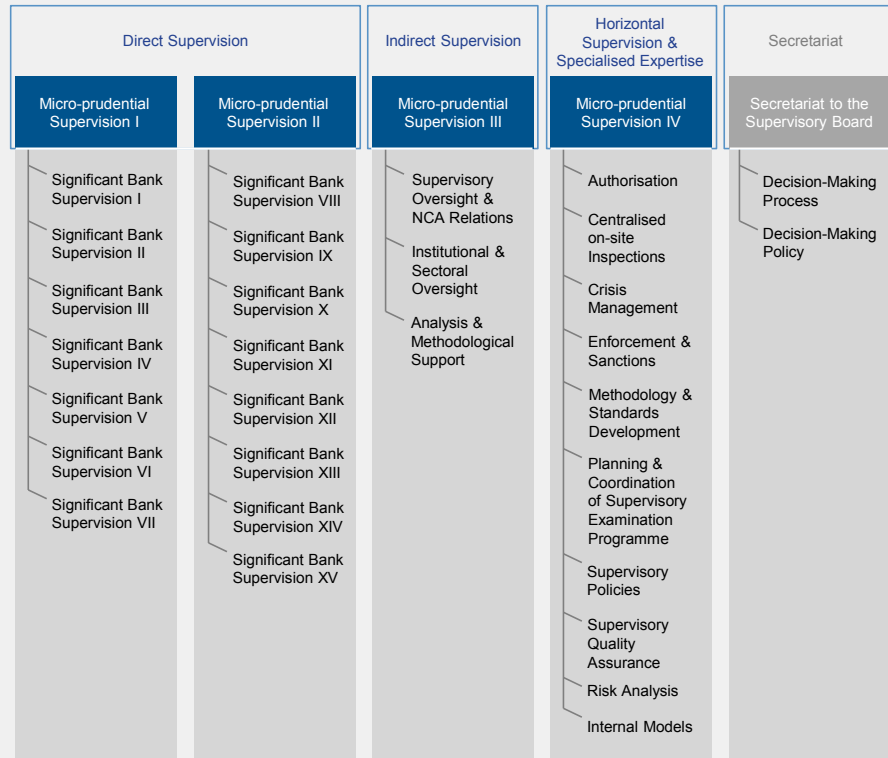 Direct Supervision
Indirect Supervision
Horizontal
Supervision &
Specialised Expertise
Secretariat
Micro-prudential
Supervision I
Micro-prudential
Supervision II
Micro-prudential
Supervision III
Micro-prudential
Supervision IV
Secretariat to the
Supervisory Board
Significant Bank
Supervision I
Significant Bank
Supervision II
Significant Bank
Supervision III
Significant Bank
Supervision IV
Significant Bank
Supervision V
Significant Bank
Supervision VI
Significant Bank
Supervision VII
Significant Bank
Supervision VIII
Significant Bank
Supervision IX
Significant Bank
Supervision X
Significant Bank
Supervision XI
Significant Bank
Supervision XII
Significant Bank
Supervision XIII
Significant Bank
Supervision XIV
Significant Bank
Supervision XV
Supervisory
Oversight &
NCA Relations
Institutional &
Sectoral
Oversight
Analysis &
Methodological
Support
Authorisation
Centralised
on-site
Inspections
Crisis
Management
Enforcement &
Sanctions
Methodology &
Standards
Development
Planning &
Coordination
of Supervisory
Examination
Programme
Supervisory
Policies
Supervisory
Quality
Assurance
Risk Analysis
Internal Models
Decision-Making
Process
Decision-Making
Policy